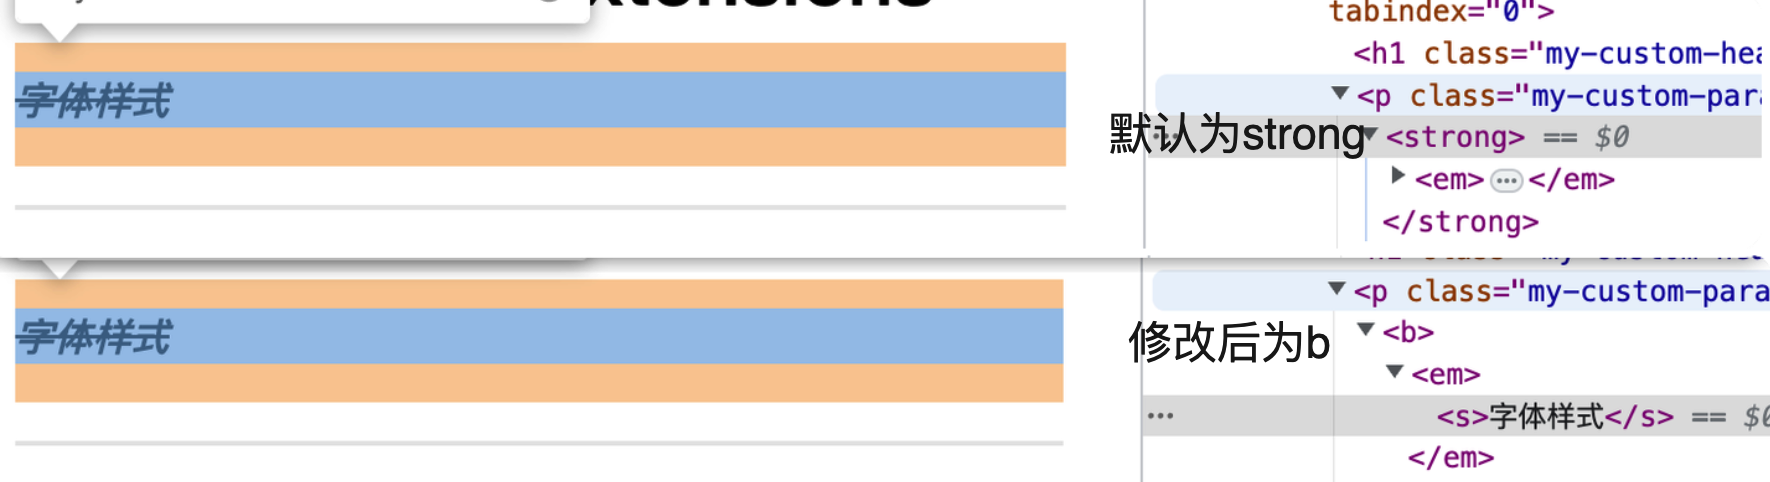 tabindex="0">
<h1 class="my-custom-hea
字体样式
<p class="my-custom-par
默认为strong
<strong> == $0
<em>…</em>
</strong>
<p class="my-custom-para
字体样式
修改后为b
<b>
<em>
<s>字体样式</s> == $0
</em>